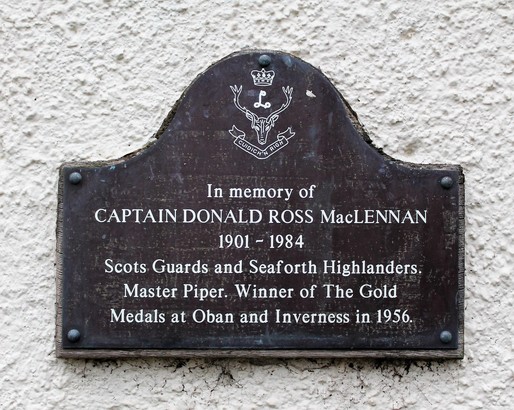 L
CUIDICH'N RIGH
In memory of
CAPTAIN DONALD ROSS MacLENNAN
1901 - 1984
Scots Guards and Seaforth Highlanders.
Master Piper. Winner of The Gold
Medals at Oban and Inverness in 1956.